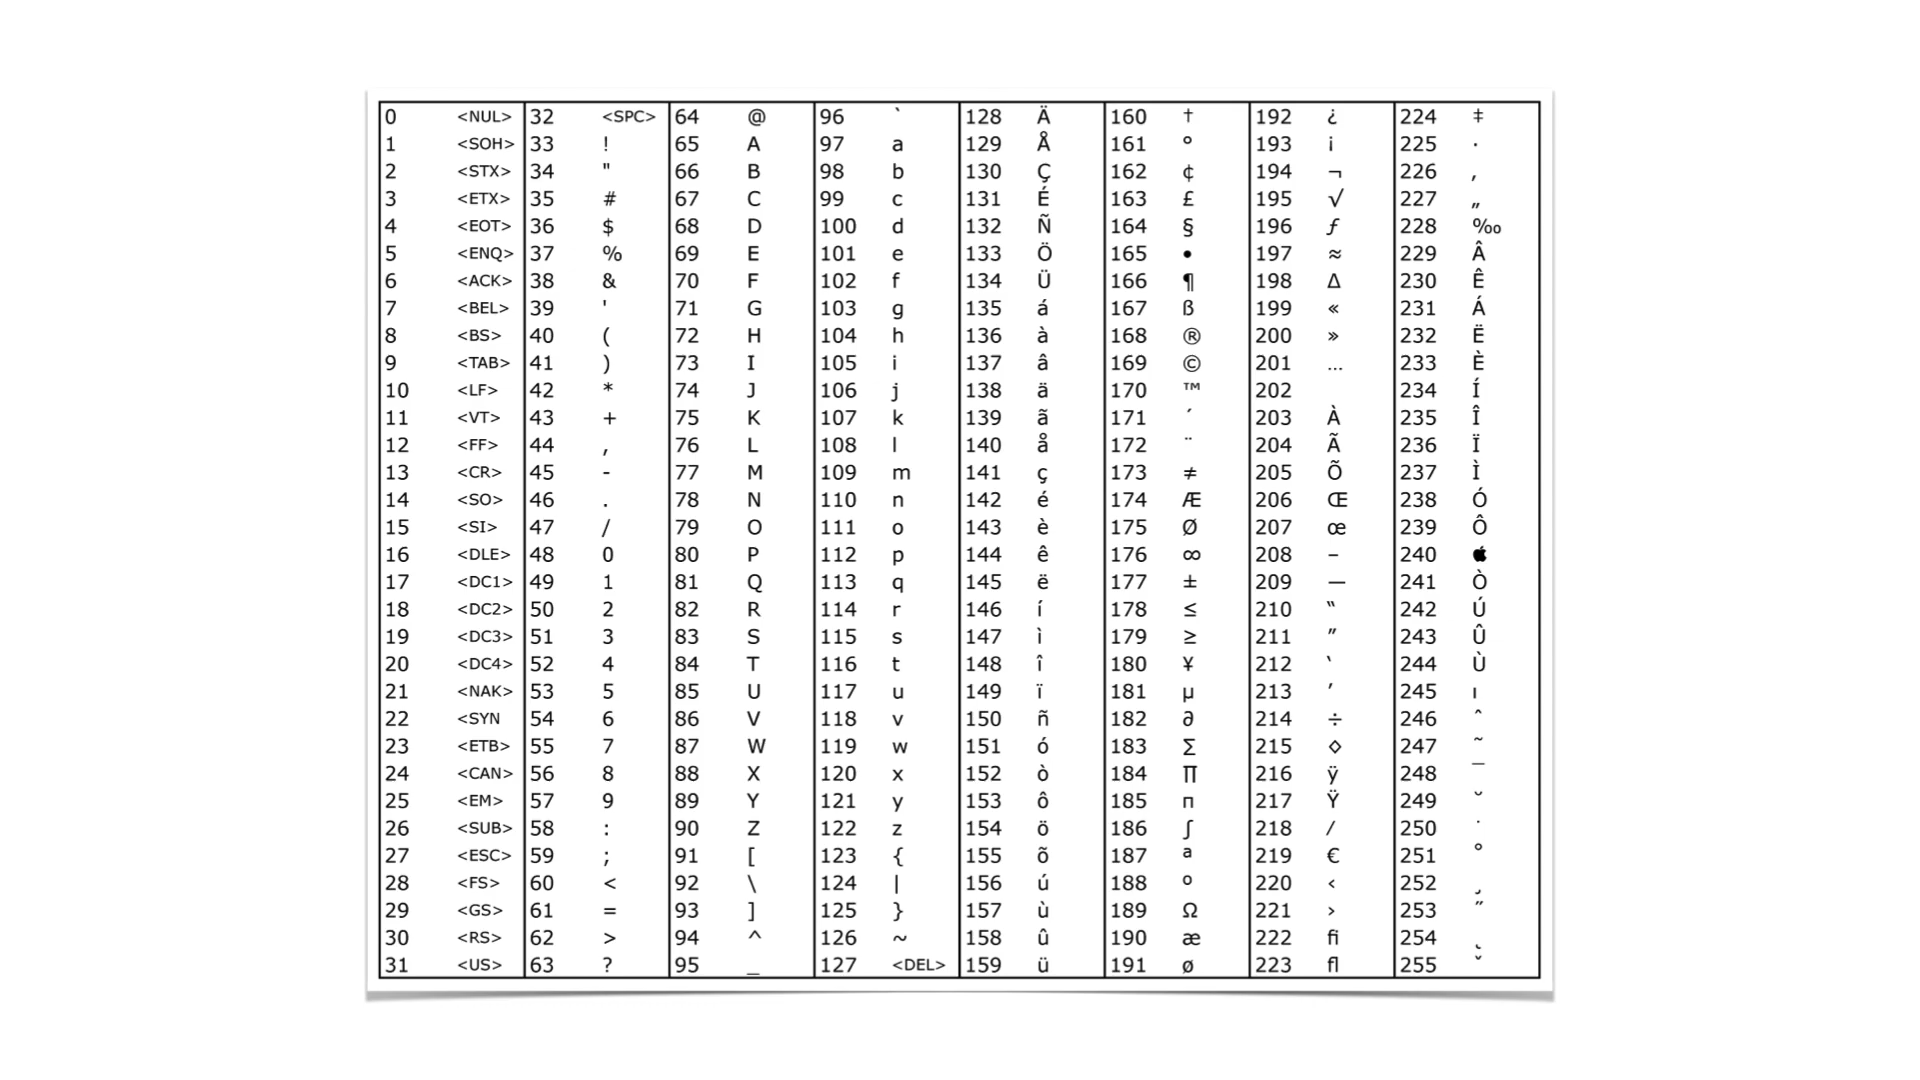 0 <NUL> 32 <SPC> 64 @ 96 ` 128 Ä 160 † 192 ¿ 224 ‡
1 <SOH> 33 ! 65 A 97 a 129 Å 161 ° 193 ¡ 225 ·
2 <STX> 34 " 66 B 98 b 130 Ç 162 ¢ 194 ¬ 226 ‚
3 <ETX> 35 # 67 C 99 c 131 É 163 £ 195 √ 227 „
4 <EOT> 36 $ 68 D 100 d 132 Ñ 164 § 196 ƒ 228 ‰
5 <ENQ> 37 % 69 E 101 e 133 Ö 165 • 197 ≈ 229 Â
6 <ACK> 38 & 70 F 102 f 134 Ü 166 ¶ 198 ∆ 230 Ê
7 <BEL> 39 ' 71 G 103 g 135 á 167 ß 199 « 231 Á
8 <BS> 40 ( 72 H 104 h 136 à 168 ® 200 » 232 Ë
9 <TAB> 41 ) 73 I 105 i 137 â 169 © 201 … 233 È
10 <LF> 42 * 74 J 106 j 138 ä 170 ™ 202 234 Í
11 <VT> 43 + 75 K 107 k 139 ã 171 ´ 203 À 235 Î
12 <FF> 44 , 76 L 108 l 140 å 172 ¨ 204 Ã 236 Ï
13 <CR> 45 - 77 M 109 m 141 ç 173 ≠ 205 Õ 237 Ì
14 <SO> 46 . 78 N 110 n 142 é 174 Æ 206 Œ 238 Ó
15 <SI> 47 / 79 O 111 o 143 è 175 Ø 207 œ 239 Ô
16 <DLE> 48 0 80 P 112 p 144 ê 176 ∞ 208 – 240 
17 <DC1> 49 1 81 Q 113 q 145 ë 177 ± 209 — 241 Ò
18 <DC2> 50 2 82 R 114 r 146 í 178 ≤ 210 “ 242 Ú
19 <DC3> 51 3 83 S 115 s 147 ì 179 ≥ 211 ” 243 Û
20 <DC4> 52 4 84 T 116 t 148 î 180 ¥ 212 ‘ 244 Ù
21 <NAK> 53 5 85 U 117 u 149 ï 181 µ 213 ’ 245 ı
22 <SYN 54 6 86 V 118 v 150 ñ 182 ∂ 214 ÷ 246 ˆ
23 <ETB> 55 7 87 W 119 w 151 ó 183 ∑ 215 ◊ 247 ˜
24 <CAN> 56 8 88 X 120 x 152 ò 184 ∏ 216 ÿ 248 ¯
25 <EM> 57 9 89 Y 121 y 153 ô 185 π 217 Ÿ 249 ˘
26 <SUB> 58 : 90 Z 122 z 154 ö 186 ∫ 218 ⁄ 250 ˙
27 <ESC> 59 ; 91 [ 123 { 155 õ 187 ª 219 € 251 ˚
28 <FS> 60 < 92 \ 124 | 156 ú 188 º 220 ‹ 252 ¸
29 <GS> 61 = 93 ] 125 } 157 ù 189 Ω 221 › 253 ˝
30 <RS> 62 > 94 ^ 126 ~ 158 û 190 æ 222 ﬁ 254 ˛
31 <US> 63 ? 95 _ 127 <DEL> 159 ü 191 ø 223 ﬂ 255 ˇ